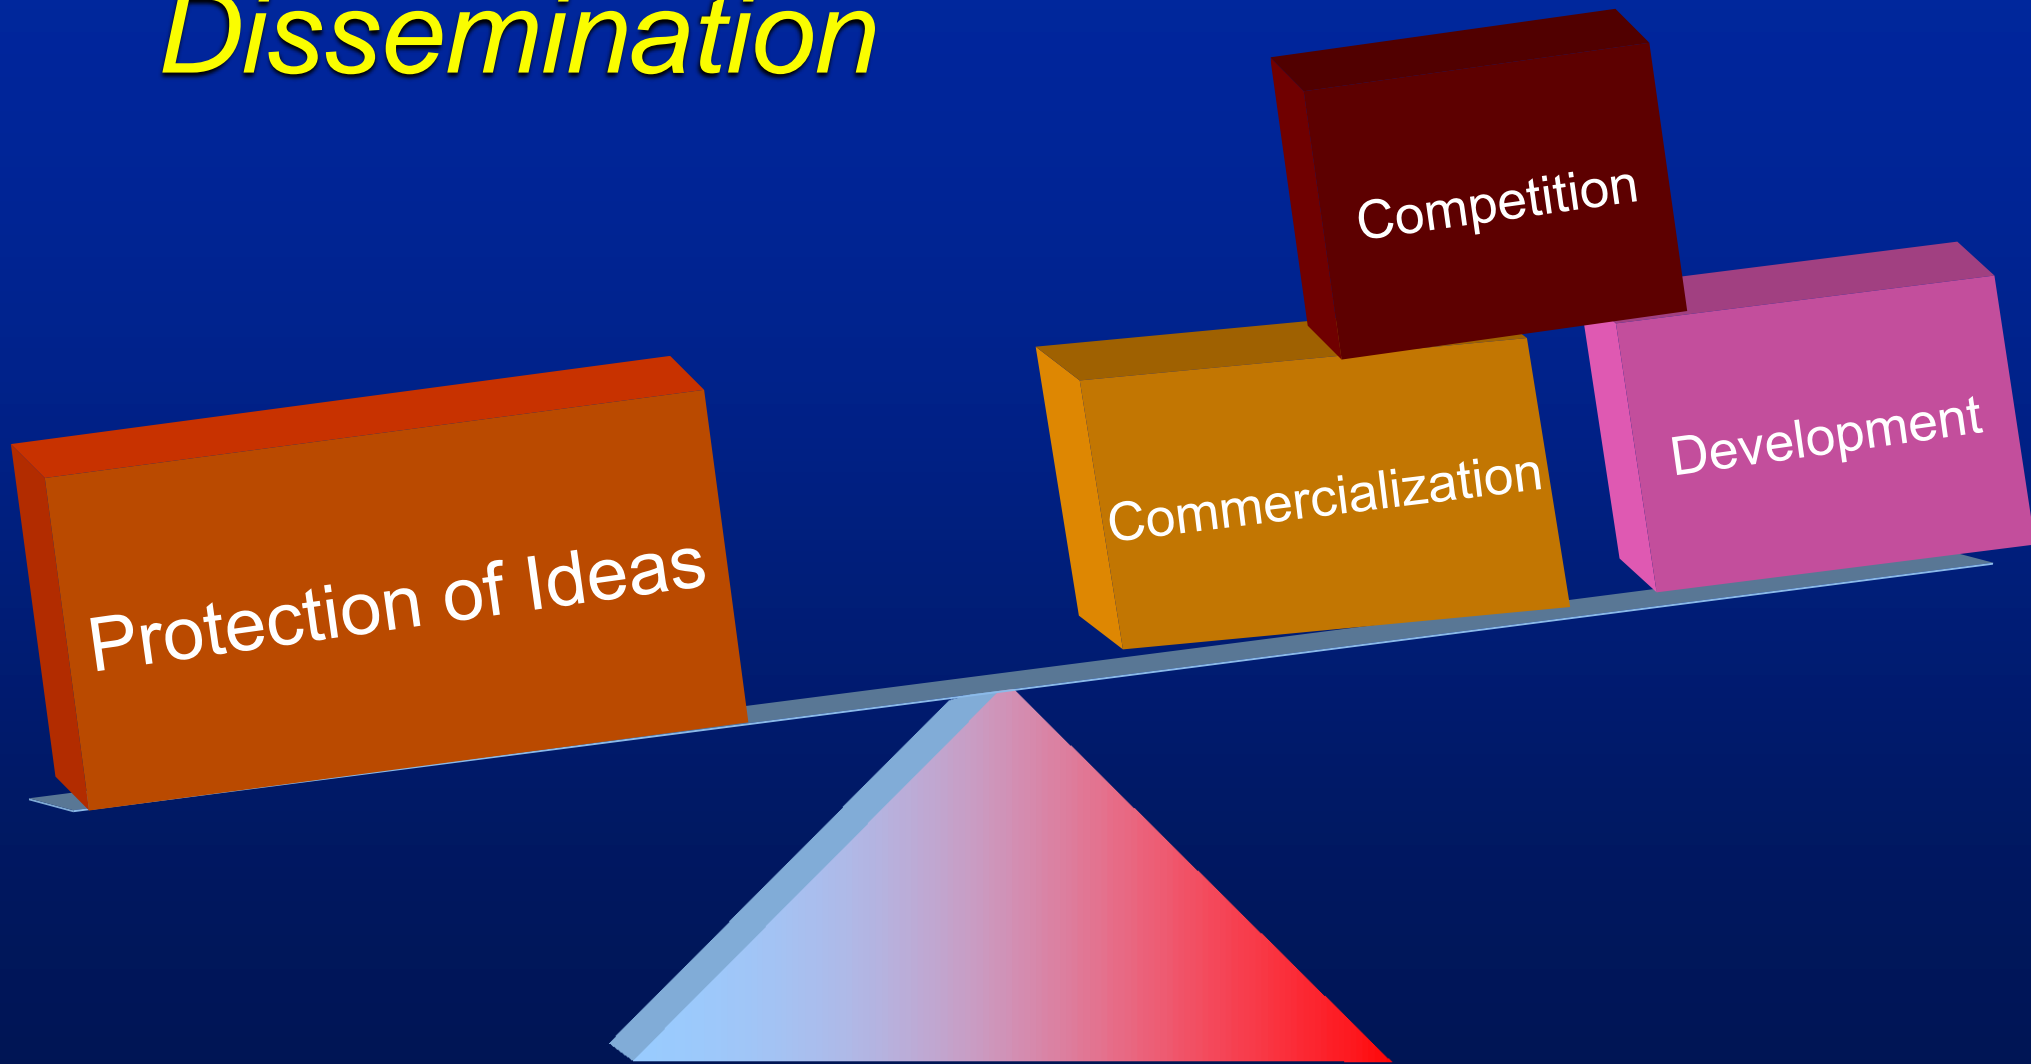 Dissemination
Competition
Development
Commercialization
Protection of Ideas